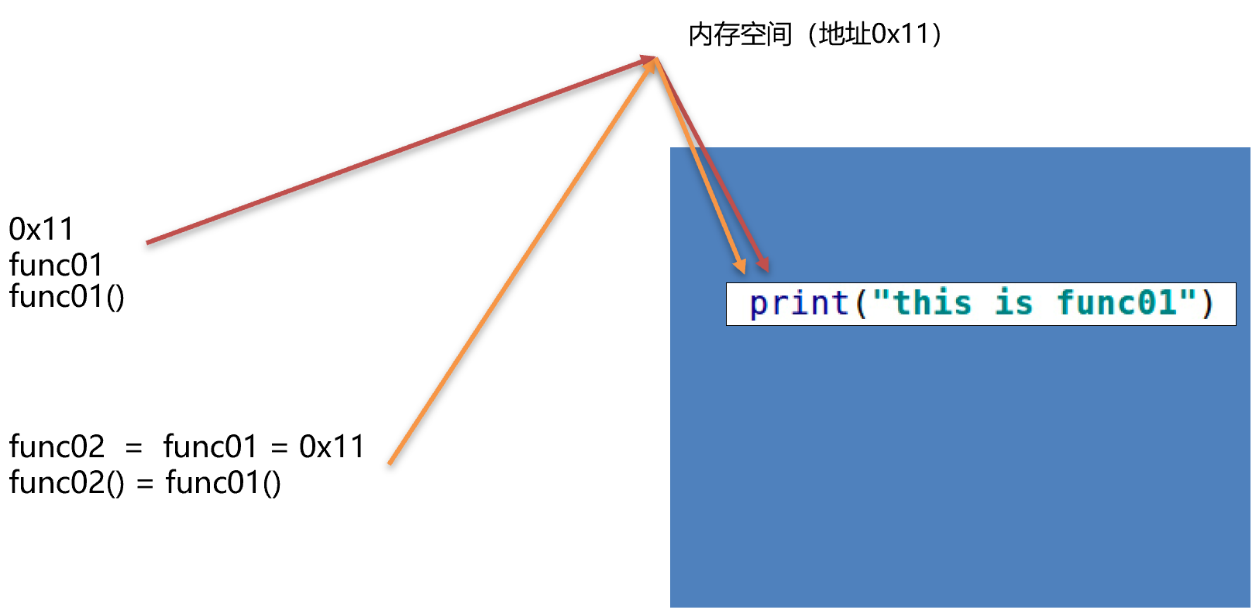 内存空间（地址0x11）
0x11
func01
func01()
print("this is func01")
func02 = func01 = 0x11
func02() = func01()